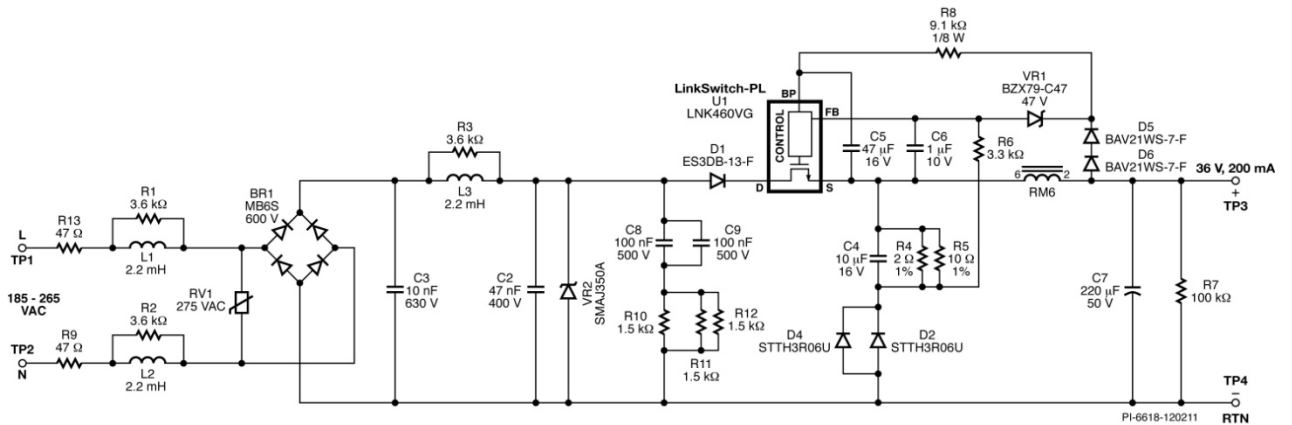 R8
9.1 kΩ
1/8 W
VR1
BZX79-C47
47 V
LinkSwitch-PL
U1
LNK460VG
BP
FB
CONTROL
D
S
D5
BAV21WS-7-F
D6
BAV21WS-7-F
C5
47 µF
16 V
C6
1 µF
10 V
R6
3.3 kΩ
R3
3.6 kΩ
L3
2.2 mH
D1
ES3DB-13-F
6
2
RM6
36 V, 200 mA
+
TP3
R1
3.6 kΩ
BR1
MB6S
600 V
R13
47 Ω
L
TP1
L1
2.2 mH
185 - 265
VAC
RV1
275 VAC
R2
3.6 kΩ
R9
47 Ω
TP2
N
L2
2.2 mH
C3
10 nF
630 V
C2
47 nF
400 V
VR2
SMAJ350A
C8
100 nF
500 V
C9
100 nF
500 V
R10
1.5 kΩ
R12
1.5 kΩ
R11
1.5 kΩ
C4
10 µF
16 V
R4
2 Ω
1%
R5
10 Ω
1%
D4
STTH3R06U
D2
STTH3R06U
C7
220 µF
50 V
R7
100 kΩ
TP4
–
RTN
PI-6618-120211